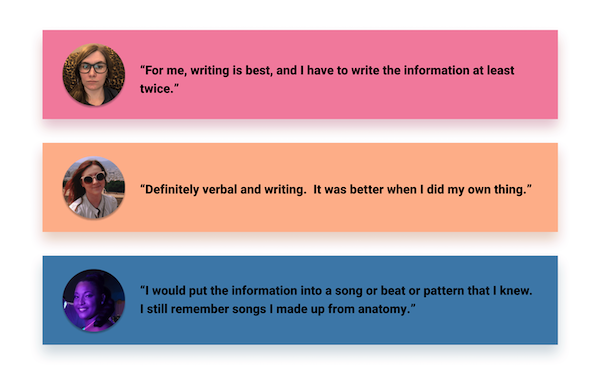 “For me, writing is best, and I have to write the information at least
twice.”
“Definitely verbal and writing.  It was better when I did my own thing.”
“I would put the information into a song or beat or pattern that I knew.
I still remember songs I made up from anatomy.”